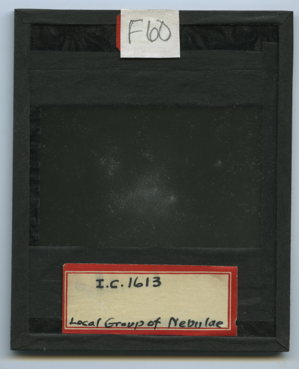 F60
I.C. 1613
Local Group of Nebulae